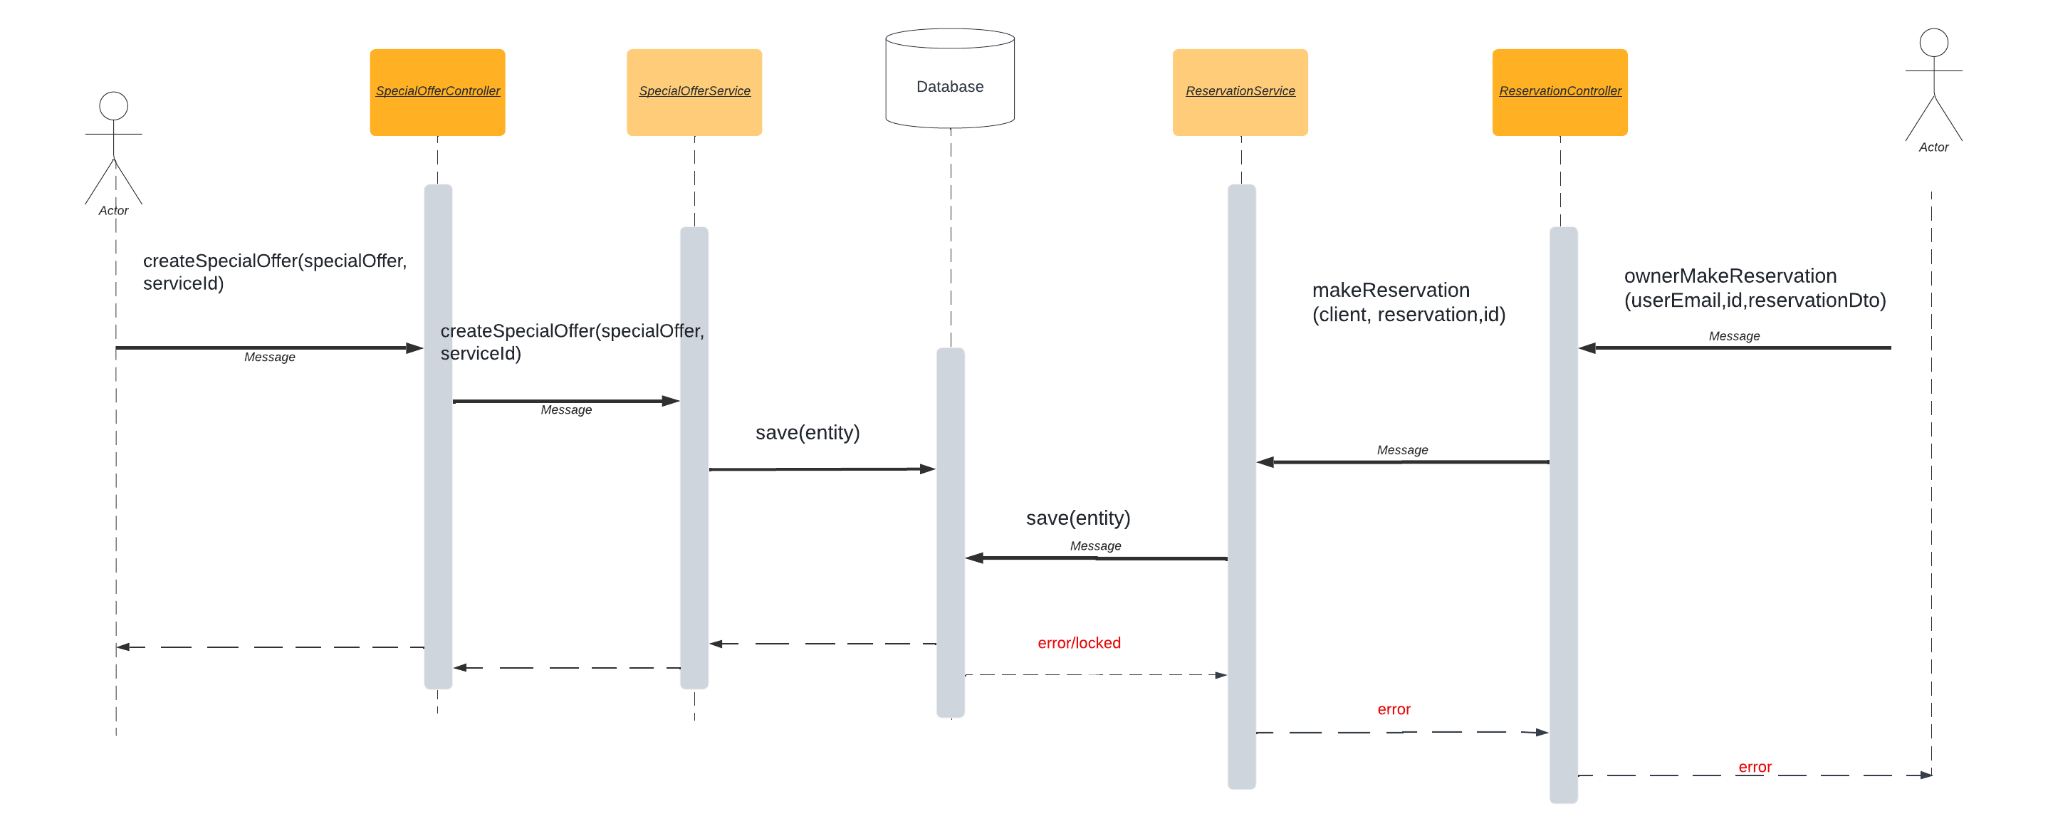 SpecialOfferController
SpecialOfferService
Database
ReservationService
ReservationController
Actor
Actor
createSpecialOffer(specialOffer,
serviceId)
Message
createSpecialOffer(specialOffer,
serviceId)
Message
save(entity)
makeReservation
(client, reservation,id)
Message
ownerMakeReservation
(userEmail,id,reservationDto)
Message
save(entity)
Message
error/locked
error
error